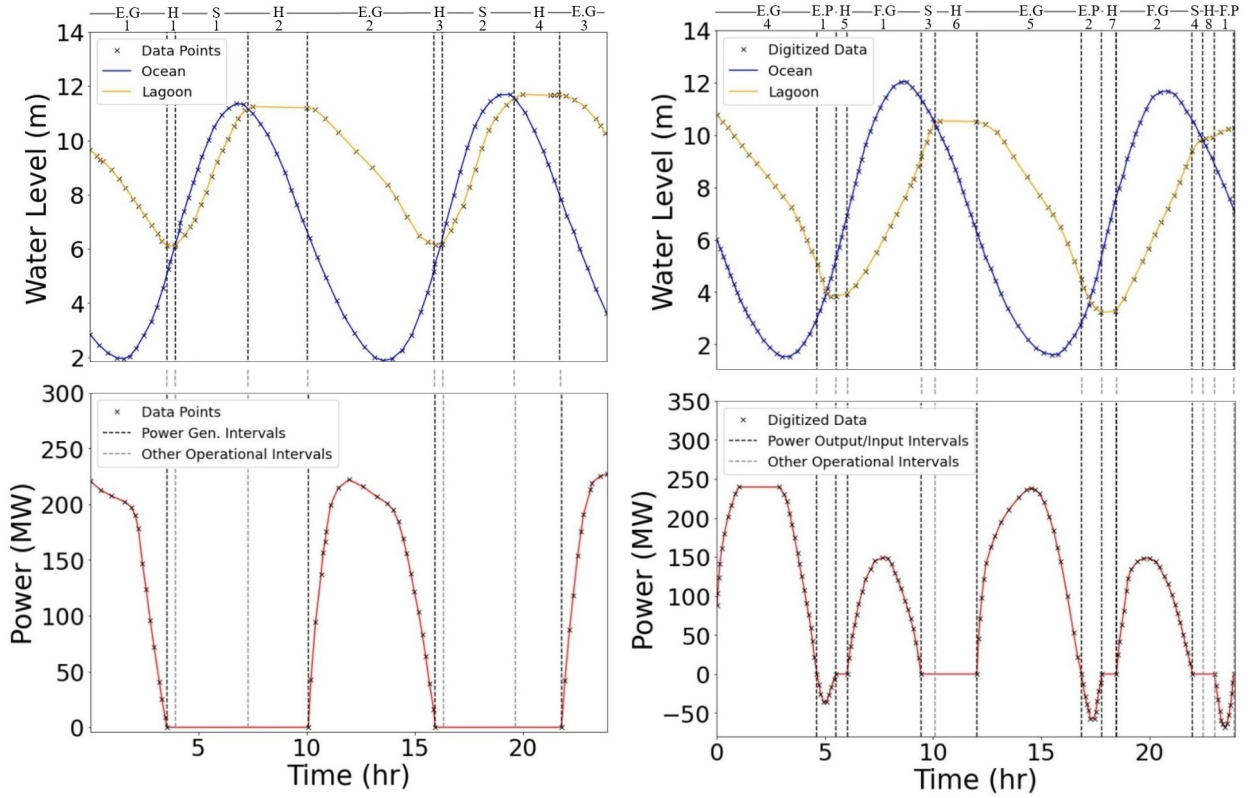 E.G H S H E.G H S H E.G
1 1 1 2 2 3 2 4 3
14
12
10
8
6
4
2
Water Level (m)
Data Points
Ocean
Lagoon
E.G E.P H F.G S H E.G E.P H F.G S H F.P
4 1 5 1 3 6 5 2 7 2 4 8 1
14
12
10
8
6
4
2
Water Level (m)
Digitized Data
Ocean
Lagoon
300
250
200
150
100
50
0
Power (MW)
Data Points
Power Gen. Intervals
Other Operational Intervals
5 10 15 20
Time (hr)
350
300
250
200
150
100
50
0
−50
Power (MW)
Digitized Data
Power Output/Input Intervals
Other Operational Intervals
0 5 10 15 20
Time (hr)